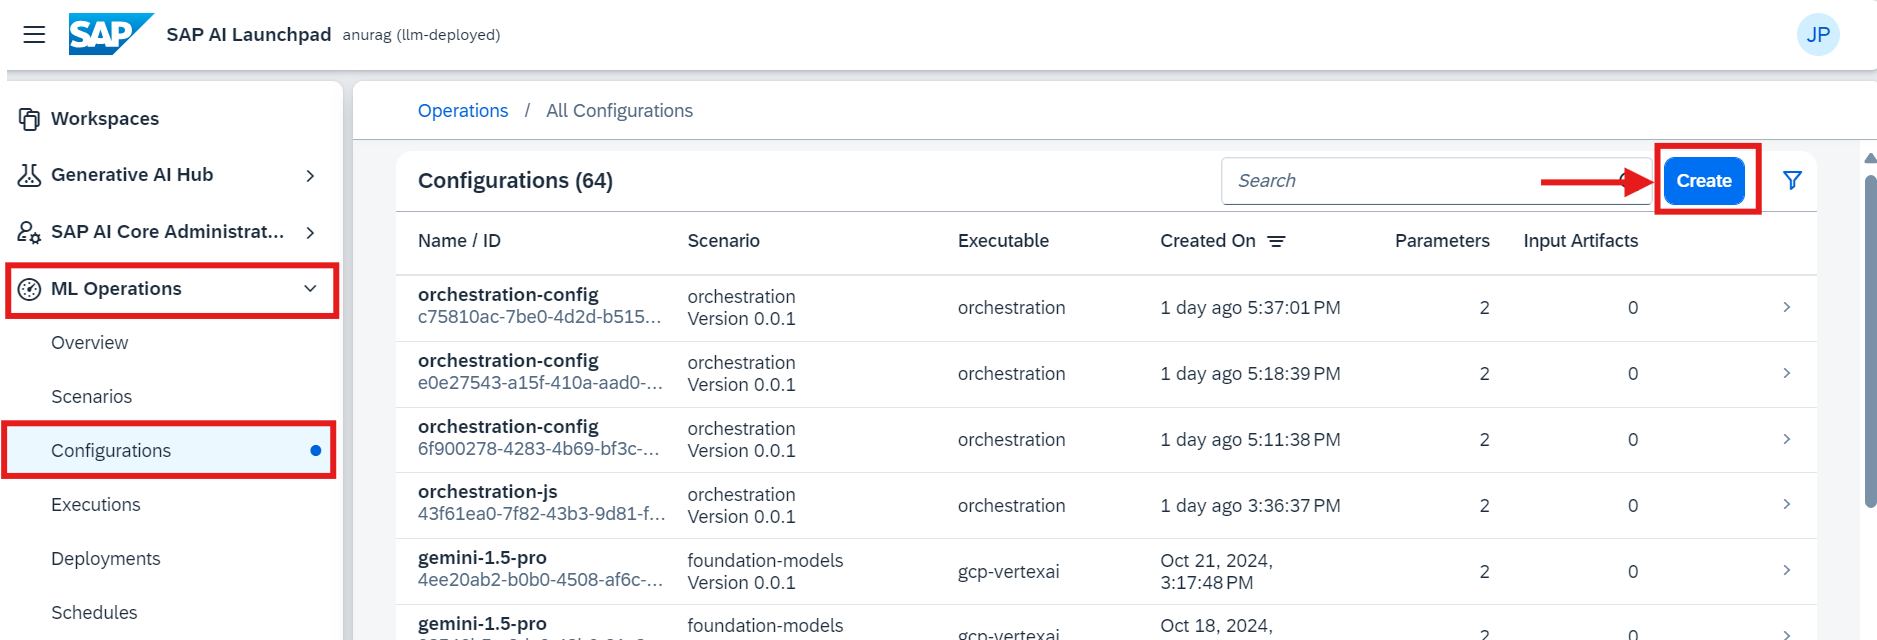 SAP SAP AI Launchpad anurag (llm-deployed) JP
Workspaces
Generative AI Hub
SAP AI Core Administrat...
ML Operations
Overview
Scenarios
Configurations
Executions
Deployments
Schedules
Operations / All Configurations
Configurations (64) Search Create
Name / ID Scenario Executable Created On Parameters Input Artifacts
orchestration-config
c75810ac-7be0-4d2d-b515...
orchestration
Version 0.0.1
orchestration
1 day ago 5:37:01 PM
2
0
orchestration-config
e0e27543-a15f-410a-aad0-...
orchestration
Version 0.0.1
orchestration
1 day ago 5:18:39 PM
2
0
orchestration-config
6f900278-4283-4b69-bf3c-...
orchestration
Version 0.0.1
orchestration
1 day ago 5:11:38 PM
2
0
orchestration-js
43f61ea0-7f82-43b3-9d81-f...
orchestration
Version 0.0.1
orchestration
1 day ago 3:36:37 PM
2
0
gemini-1.5-pro
4ee20ab2-b0b0-4508-af6c-...
foundation-models
Version 0.0.1
gcp-vertexai
Oct 21, 2024,
3:17:48 PM
2
0
gemini-1.5-pro
foundation-models
gcp-vertexai
Oct 18, 2024,
2
0